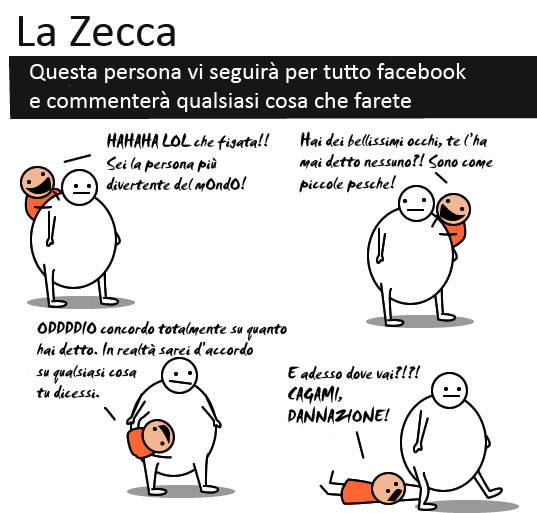 La Zecca
Questa persona vi seguirà per tutto facebook
e commenterà qualsiasi cosa che farete
HAHAHA LOL che figata!!
Sei la persona più
divertente del mOndO!
Hai dei bellissimi occhi, te l'ha
mai detto nessuno?! Sono come
piccole pesche!
ODDDDIO concordo totalmente su quanto
hai detto. In realtà sarei d'accordo
su qualsiasi cosa
tu dicessi.
E adesso dove vai?!?!
CAGAMI,
DANNAZIONE!